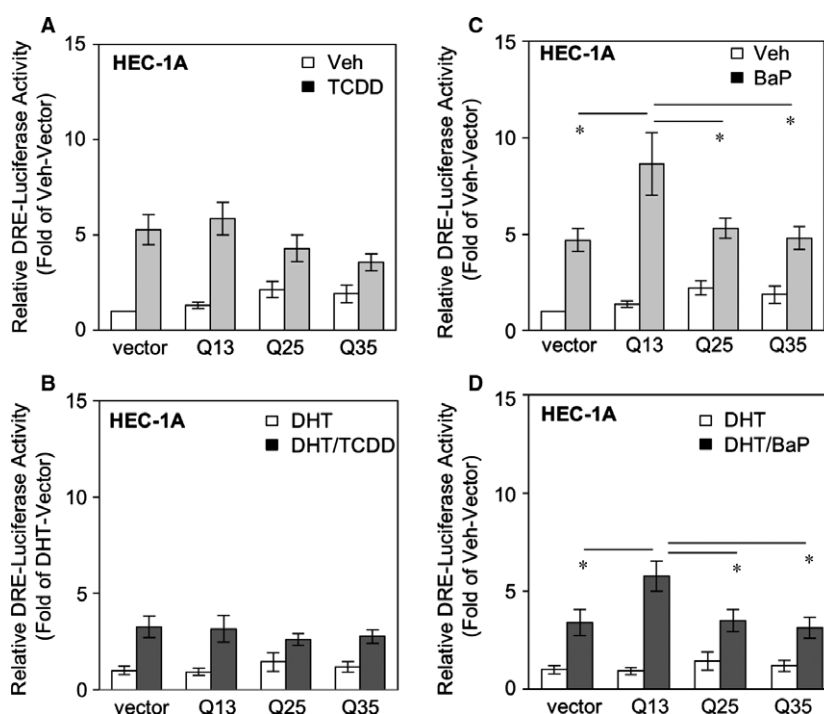 A
HEC-1A
Veh
TCDD
15
10
5
0
Relative DRE-Luciferase Activity
(Fold of Veh-Vector)
vector Q13 Q25 Q35
B
HEC-1A
DHT
DHT/TCDD
15
10
5
0
Relative DRE-Luciferase Activity
(Fold of DHT-Vector)
vector Q13 Q25 Q35
C
HEC-1A
Veh
BaP
15
10
5
0
Relative DRE-Luciferase Activity
(Fold of Veh-Vector)
* * *
vector Q13 Q25 Q35
D
HEC-1A
DHT
DHT/BaP
15
10
5
0
Relative DRE-Luciferase Activity
(Fold of Veh-Vector)
* * *
vector Q13 Q25 Q35